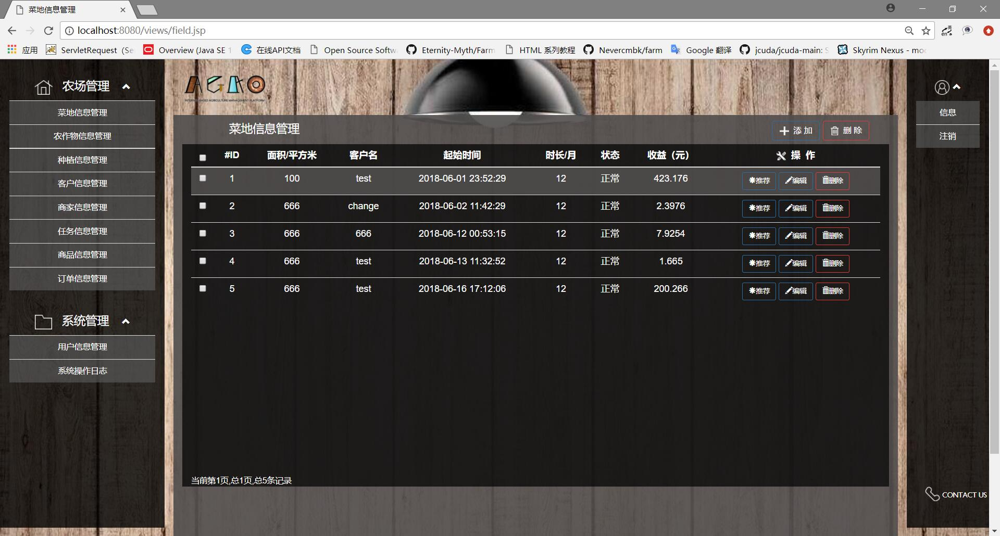 菜地信息管理
localhost:8080/views/field.jsp
应用 ServletRequest (Se Overview (Java SE 1 在线API文档 Open Source Softw Eternity-Myth/Farm HTML 系列教程 Nevercmbk/farm Google 翻译 jcuda/jcuda-main: S Skyrim Nexus - mo
农场管理
菜地信息管理
农作物信息管理
种植信息管理
客户信息管理
商家信息管理
任务信息管理
商品信息管理
订单信息管理
系统管理
用户信息管理
系统操作日志
AGRO
INTERNET-BASED AGRICULTURE MANAGEMENT PLATFORM
菜地信息管理 添 加 删 除
#ID 面积/平方米 客户名 起始时间 时长/月 状态 收益（元） 操 作
1 100 test 2018-06-01 23:52:29 12 正常 423.176 推荐 编辑 删除
2 666 change 2018-06-02 11:42:29 12 正常 2.3976 推荐 编辑 删除
3 666 666 2018-06-12 00:53:15 12 正常 7.9254 推荐 编辑 删除
4 666 test 2018-06-13 11:32:52 12 正常 1.665 推荐 编辑 删除
5 666 test 2018-06-16 17:12:06 12 正常 200.266 推荐 编辑 删除
当前第1页,总1页,总5条记录
信息
注销
CONTACT US